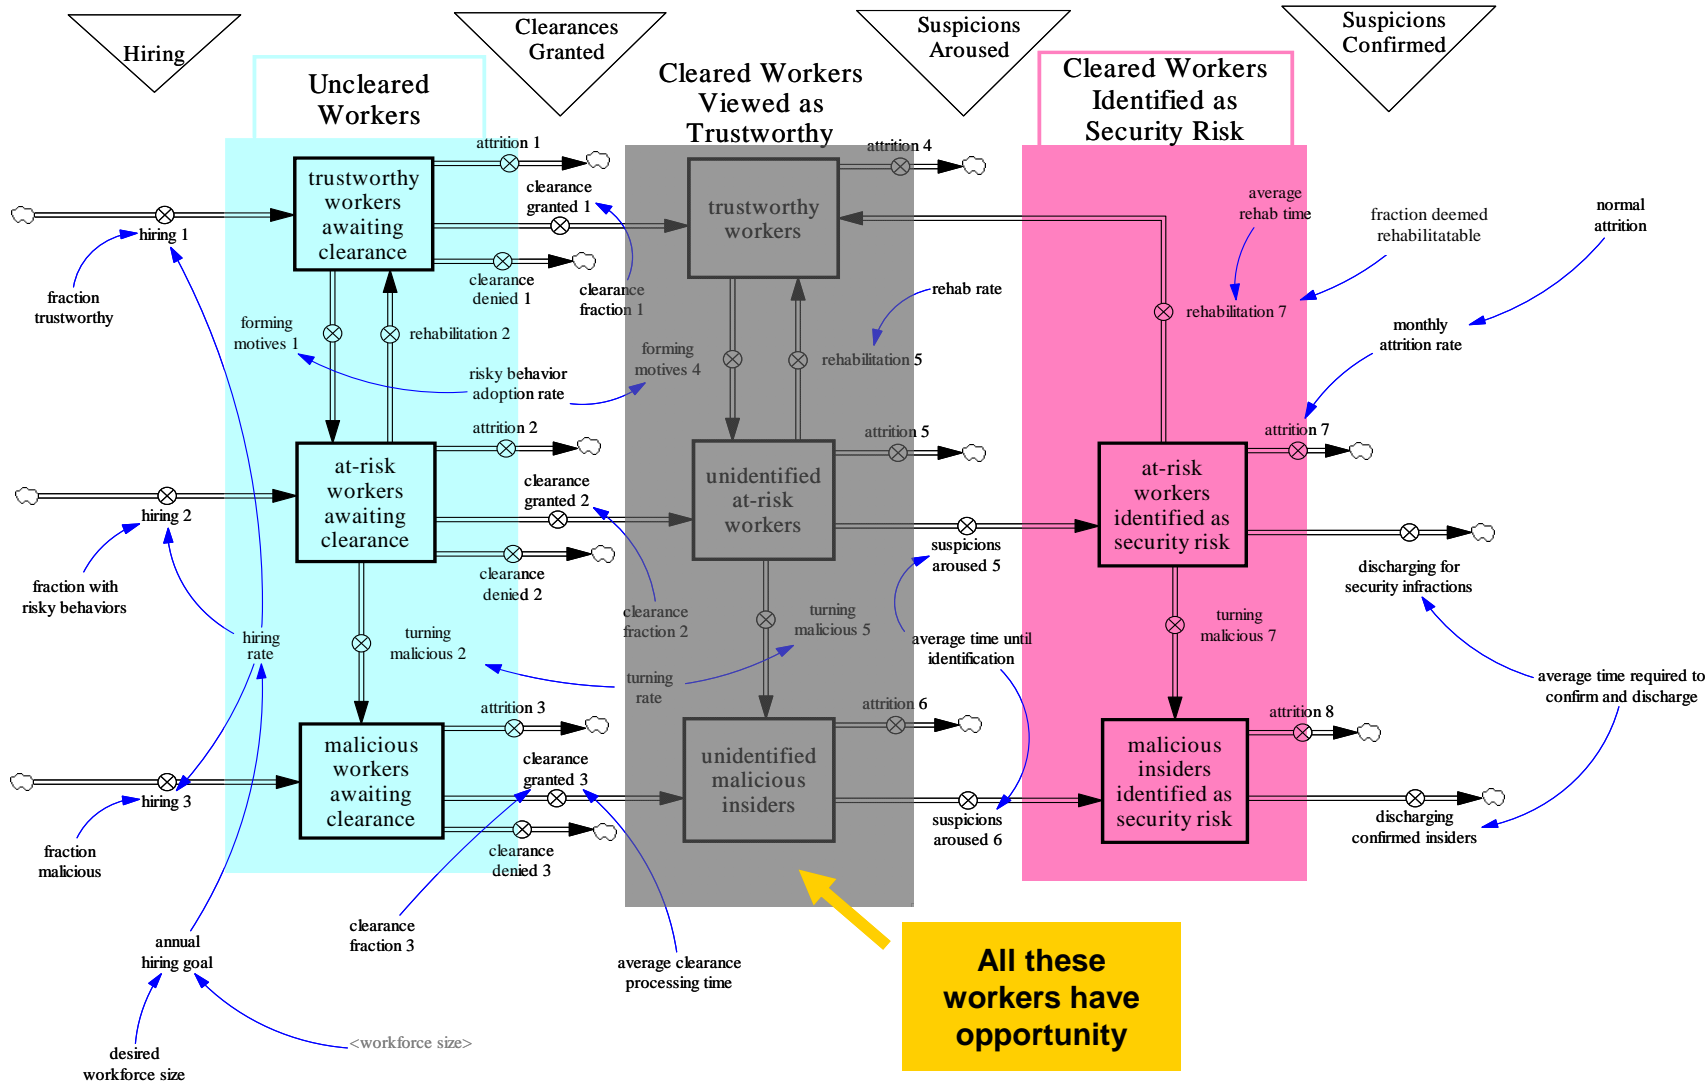 Hiring
Clearances
Granted
Suspicions
Aroused
Suspicions
Confirmed
Uncleared
Workers
Cleared Workers
Viewed as
Trustworthy
Cleared Workers
Identified as
Security Risk
attrition 1
trustworthy
workers
awaiting
clearance
clearance
granted 1
clearance
denied 1
clearance
fraction 1
hiring 1
fraction
trustworthy
forming
motives 1
rehabilitation 2
risky behavior
adoption rate
attrition 4
trustworthy
workers
rehab rate
forming
motives 4
rehabilitation 5
average
rehab time
fraction deemed
rehabilitatable
normal
attrition
rehabilitation 7
monthly
attrition rate
attrition 2
at-risk
workers
awaiting
clearance
clearance
granted 2
clearance
denied 2
clearance
fraction 2
hiring 2
fraction with
risky behaviors
hiring
rate
turning
malicious 2
turning
rate
attrition 5
unidentified
at-risk
workers
turning
malicious 5
suspicions
aroused 5
average time until
identification
attrition 7
at-risk
workers
identified as
security risk
discharging for
security infractions
turning
malicious 7
average time required to
confirm and discharge
attrition 3
malicious
workers
awaiting
clearance
clearance
granted 3
clearance
denied 3
hiring 3
fraction
malicious
attrition 6
unidentified
malicious
insiders
suspicions
aroused 6
attrition 8
malicious
insiders
identified as
security risk
discharging
confirmed insiders
clearance
fraction 3
average clearance
processing time
annual
hiring goal
<workforce size>
desired
workforce size
All these
workers have
opportunity